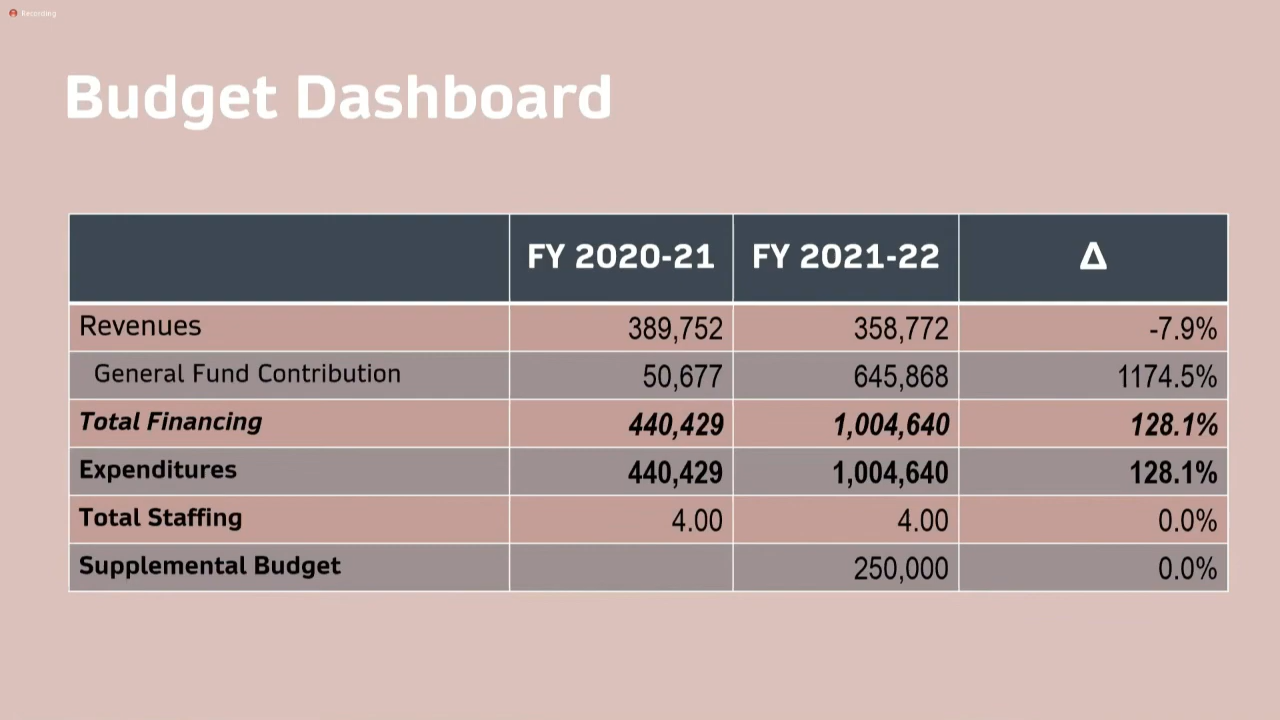 Recording
Budget Dashboard
FY 2020-21 FY 2021-22 Δ
Revenues 389,752 358,772 -7.9%
General Fund Contribution 50,677 645,868 1174.5%
Total Financing 440,429 1,004,640 128.1%
Expenditures 440,429 1,004,640 128.1%
Total Staffing 4.00 4.00 0.0%
Supplemental Budget 250,000 0.0%